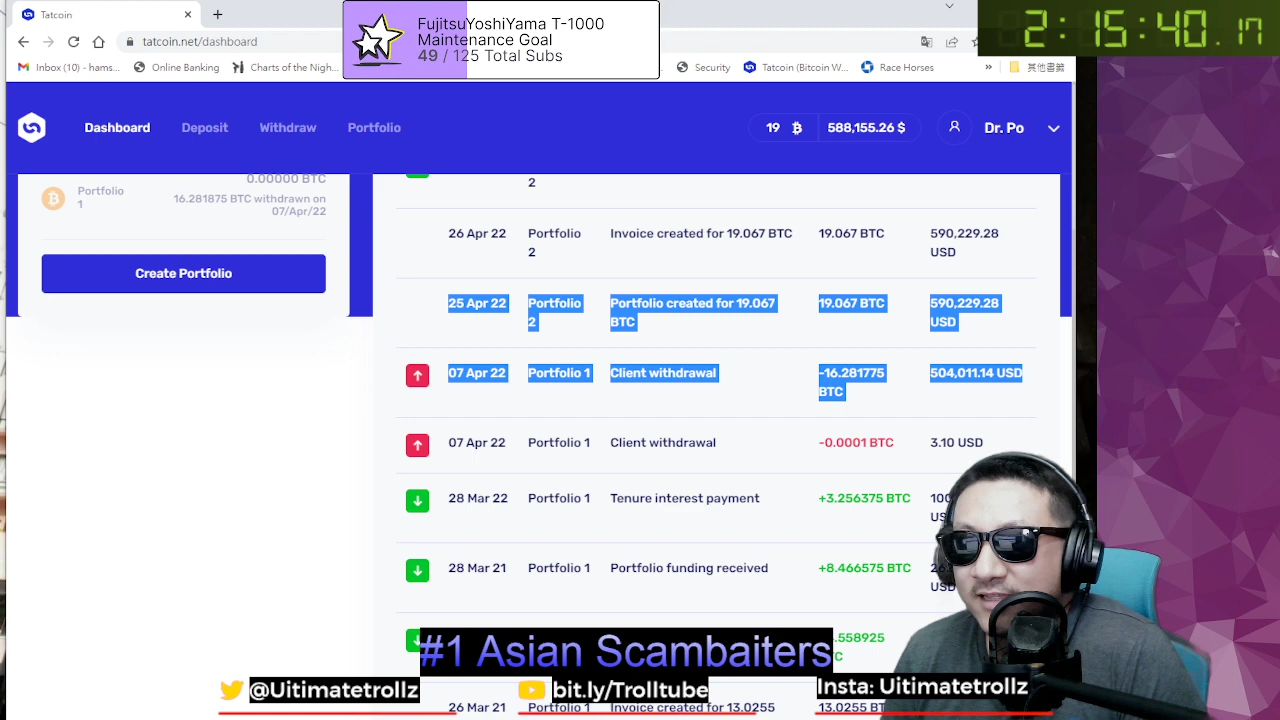 Tatcoin
FujitsuYoshiYama T-1000
Maintenance Goal
49 / 125 Total Subs
2:15:40.17
tatcoin.net/dashboard
Inbox (10) - hams...
Online Banking
Charts of the Nigh...
Security
Tatcoin (Bitcoin W...
Race Horses
»
其他書籤
Dashboard
Deposit
Withdraw
Portfolio
19 ₿
588,155.26 $
Dr. Po
0.00000 BTC
Portfolio
1
16.281875 BTC withdrawn on
07/Apr/22
Create Portfolio
2
26 Apr 22 Portfolio Invoice created for 19.067 BTC 19.067 BTC 590,229.28
2 USD
25 Apr 22 Portfolio Portfolio created for 19.067 19.067 BTC 590,229.28
2 BTC USD
07 Apr 22 Portfolio 1 Client withdrawal -16.281775 504,011.14 USD
BTC
07 Apr 22 Portfolio 1 Client withdrawal -0.0001 BTC 3.10 USD
28 Mar 22 Portfolio 1 Tenure interest payment +3.256375 BTC
28 Mar 21 Portfolio 1 Portfolio funding received +8.466575 BTC
#1 Asian Scambaiters
@Uitimatetrollz
bit.ly/Trolltube
Insta: Uitimatetrollz
26 Mar 21 Portfolio 1 Invoice created for 13.0255 13.0255 BTC